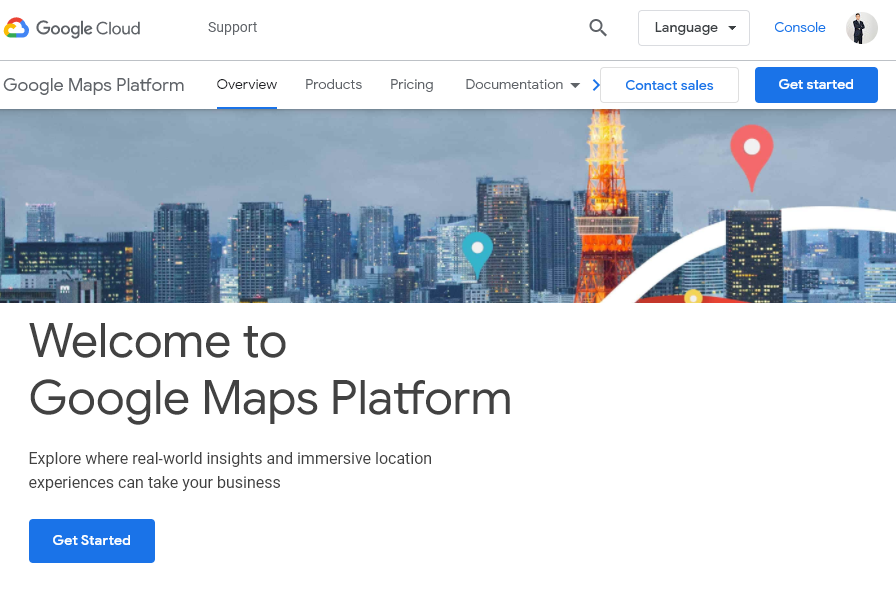 Google Cloud
Support
Language
Console
Google Maps Platform
Overview
Products
Pricing
Documentation
Contact sales
Get started
Welcome to
Google Maps Platform
Explore where real-world insights and immersive location
experiences can take your business
Get Started